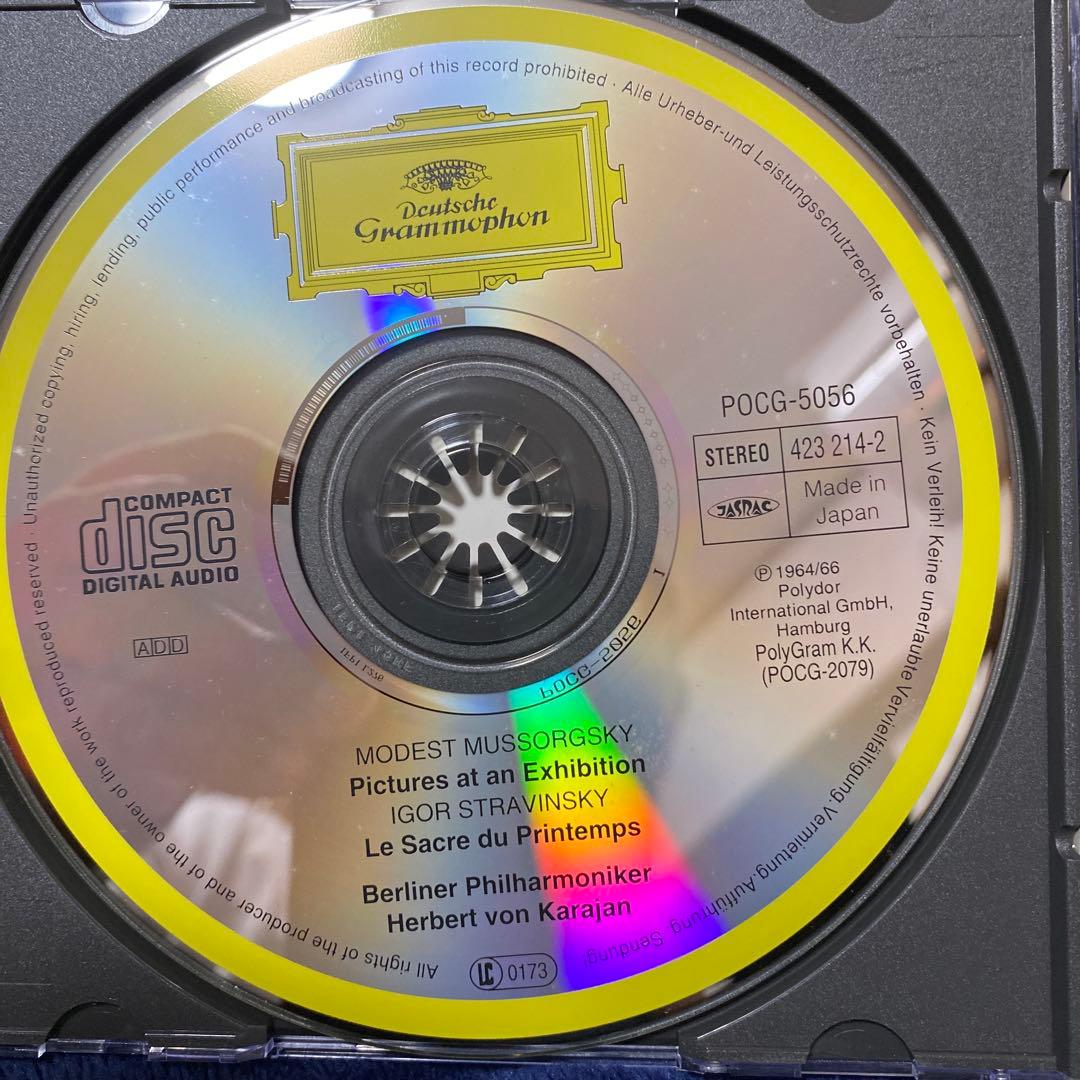 Deutsche
Grammophon
POCG-5056
STEREO
423 214-2
JASRAC
Made in
Japan
COMPACT
disc
DIGITAL AUDIO
ADD
℗ 1964/66
Polydor
International GmbH,
Hamburg
PolyGram K.K.
(POCG-2079)
MODEST MUSSORGSKY
Pictures at an Exhibition
IGOR STRAVINSKY
Le Sacre du Printemps
Berliner Philharmoniker
Herbert von Karajan
LC 0173
All rights of the producer and of the owner of the work reproduced reserved · Unauthorized copying, hiring, lending, public performance and broadcasting of this record prohibited · Alle Urheber-und Leistungsschutzrechte vorbehalten · Kein Verleih! Keine unerlaubte Vervielfältigung, Vermietung, Aufführung, Sendung!